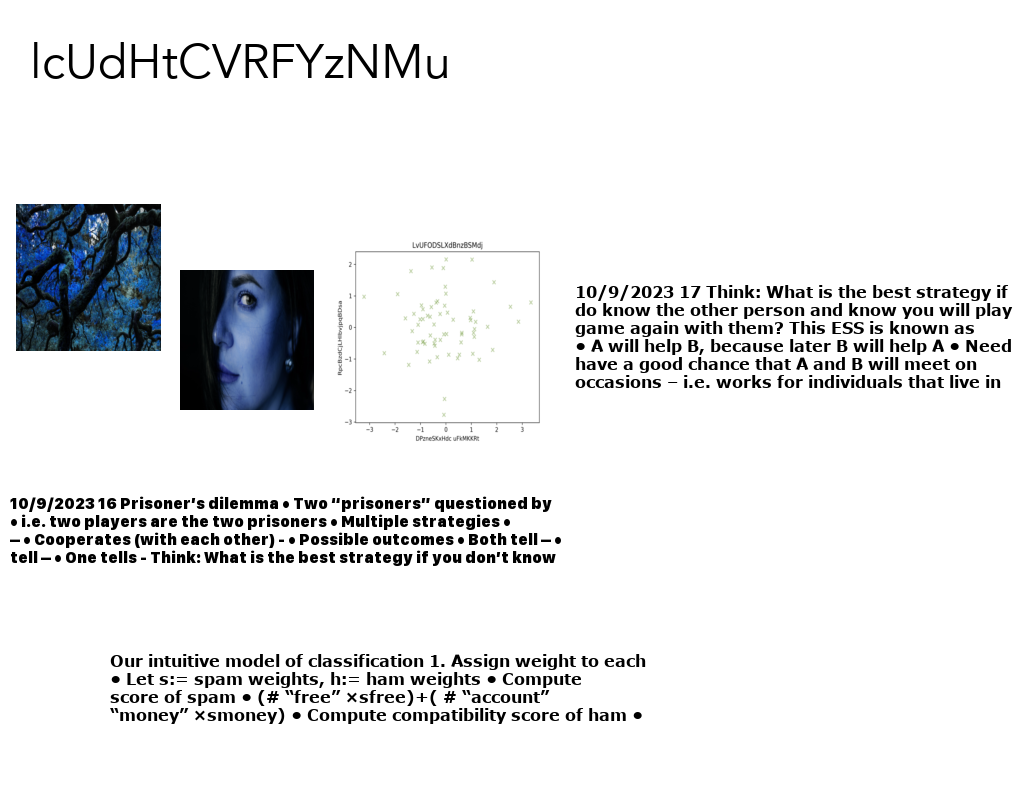 lcUdHtCVRFYzNMu
LvUFODSLXdBnzBSMdj
2
1
0
−1
−2
−3
−3
−2
−1
0
1
2
3
DPzneSKxHdc uFkMKKRt
10/9/2023 17 Think: What is the best strategy if
do know the other person and know you will play
game again with them? This ESS is known as
• A will help B, because later B will help A • Need
have a good chance that A and B will meet on
occasions – i.e. works for individuals that live in
10/9/2023 16 Prisoner’s dilemma • Two “prisoners” questioned by
• i.e. two players are the two prisoners • Multiple strategies •
– • Cooperates (with each other) - • Possible outcomes • Both tell – •
tell – • One tells - Think: What is the best strategy if you don’t know
Our intuitive model of classification 1. Assign weight to each
• Let s:= spam weights, h:= ham weights • Compute
score of spam • (# “free” ×sfree)+( # “account”
“money” ×smoney) • Compute compatibility score of ham •